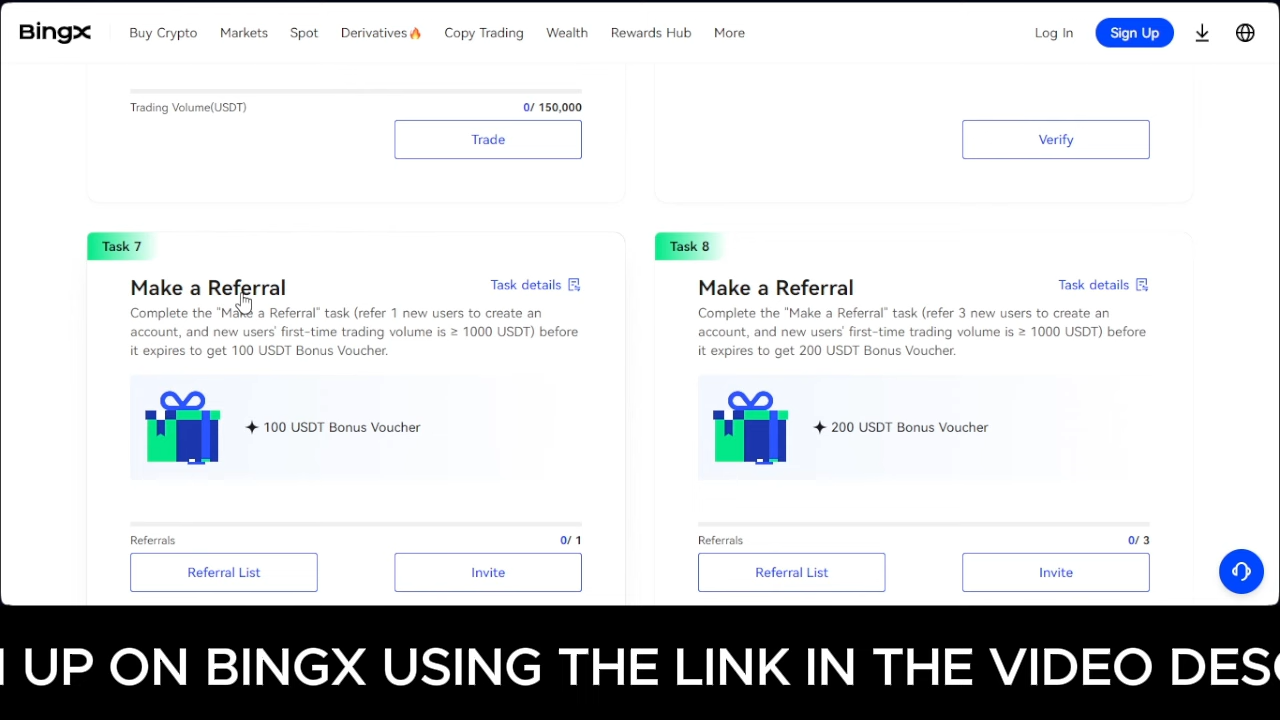 BingX Buy Crypto Markets Spot Derivatives🔥 Copy Trading Wealth Rewards Hub More Log In Sign Up
Trading Volume(USDT) 0/ 150,000
Trade
Verify
Task 7
Make a Referral
Task details
Complete the "Make a Referral" task (refer 1 new users to create an
account, and new users' first-time trading volume is ≥ 1000 USDT) before
it expires to get 100 USDT Bonus Voucher.
100 USDT Bonus Voucher
Referrals 0/ 1
Referral List
Invite
Task 8
Make a Referral
Task details
Complete the "Make a Referral" task (refer 3 new users to create an
account, and new users' first-time trading volume is ≥ 1000 USDT) before
it expires to get 200 USDT Bonus Voucher.
200 USDT Bonus Voucher
Referrals 0/ 3
Referral List
Invite
UP ON BINGX USING THE LINK IN THE VIDEO